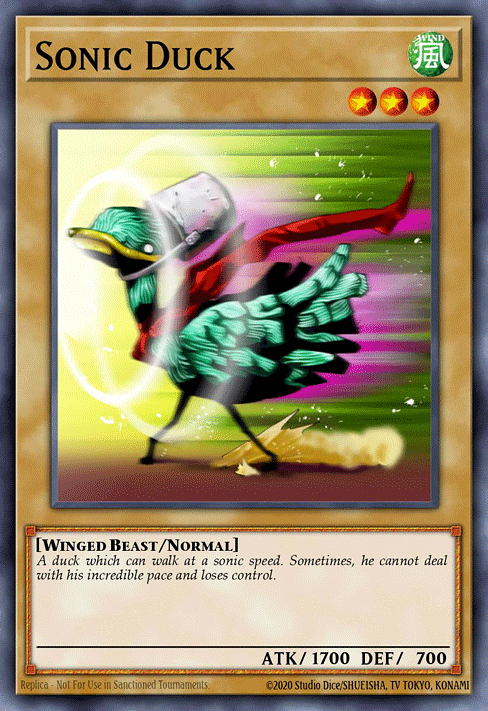 SONIC DUCK
WIND
風
[WINGED BEAST/NORMAL]
A duck which can walk at a sonic speed. Sometimes, he cannot deal
with his incredible pace and loses control.
ATK/ 1700 DEF/ 700
Replica - Not For Use in Sanctioned Tournaments
©2020 Studio Dice/SHUEISHA, TV TOKYO, KONAMI